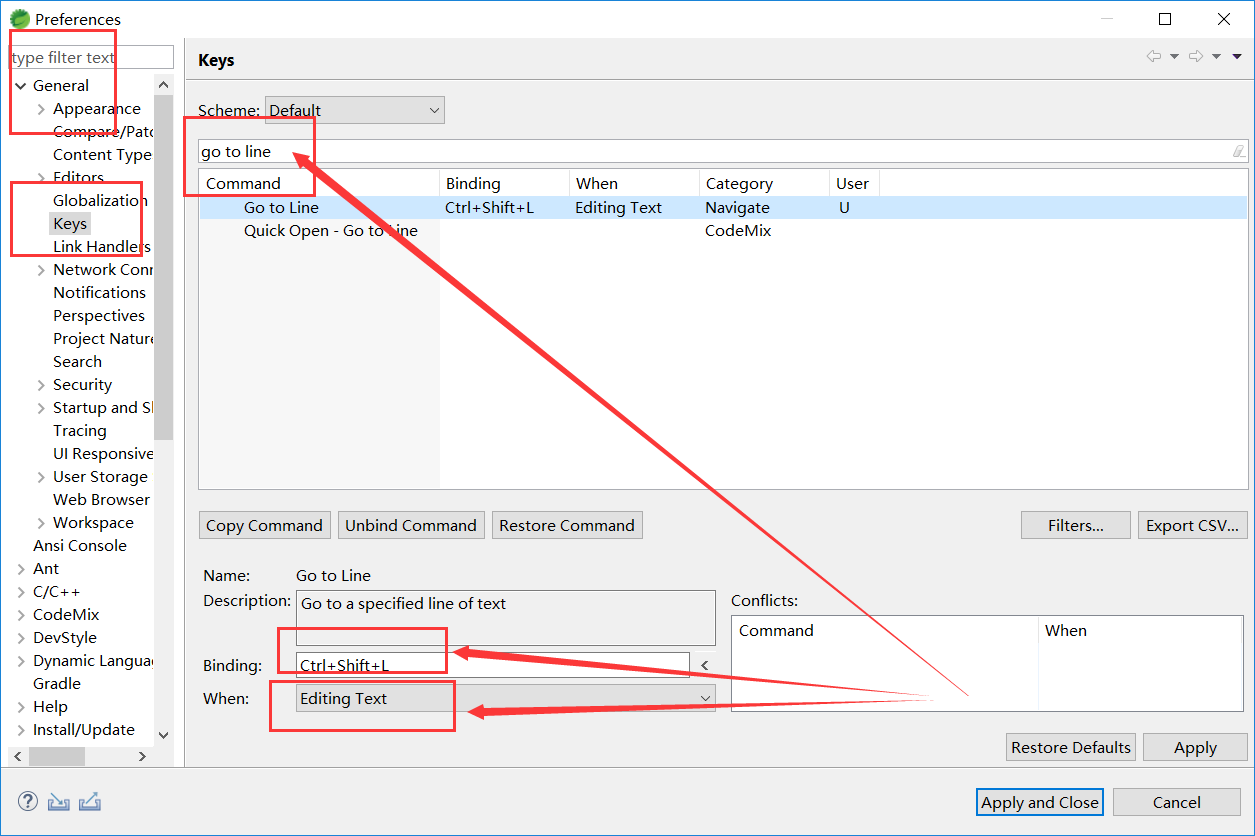 Preferences
type filter text
General
Appearance
Compare/Patc
Content Type
Editors
Globalization
Keys
Link Handlers
Network Conn
Notifications
Perspectives
Project Nature
Search
Security
Startup and Sh
Tracing
UI Responsive
User Storage
Web Browser
Workspace
Ansi Console
Ant
C/C++
CodeMix
DevStyle
Dynamic Languag
Gradle
Help
Install/Update
Keys
Scheme: Default
go to line
Command Binding When Category User
Go to Line Ctrl+Shift+L Editing Text Navigate U
Quick Open - Go to Line CodeMix
Copy Command Unbind Command Restore Command Filters... Export CSV...
Name: Go to Line
Description: Go to a specified line of text
Binding: Ctrl+Shift+L
When: Editing Text
Conflicts:
Command When
Restore Defaults Apply
Apply and Close Cancel